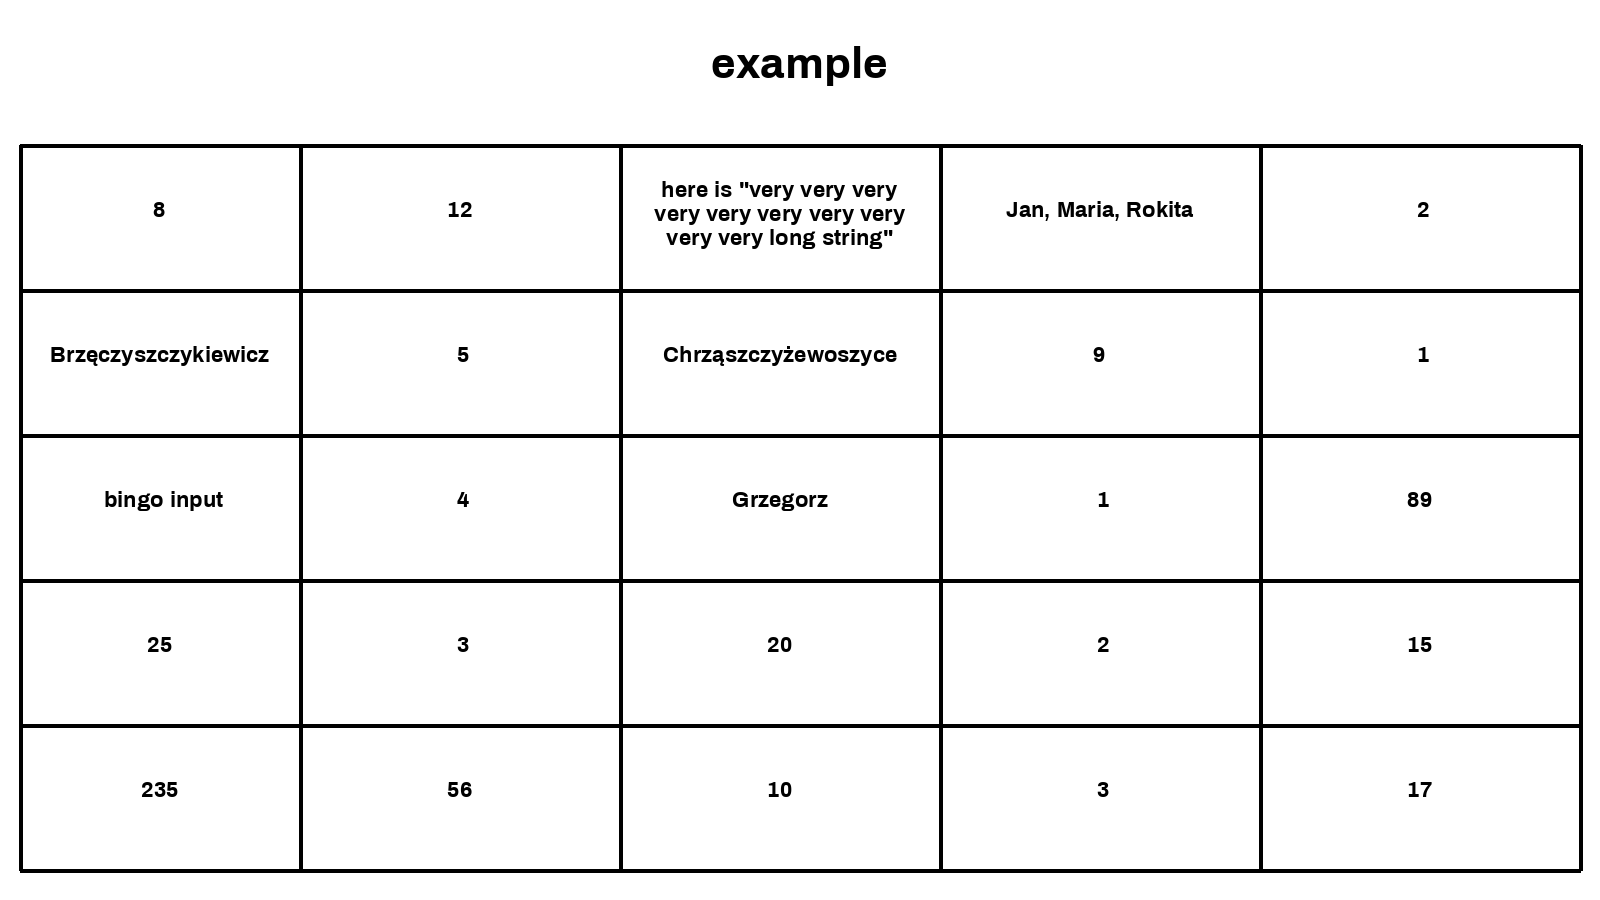 example
8
12
here is "very very very
very very very very very
very very long string"
Jan, Maria, Rokita
2
Brzęczyszczykiewicz
5
Chrząszczyżewoszyce
9
1
bingo input
4
Grzegorz
1
89
25
3
20
2
15
235
56
10
3
17